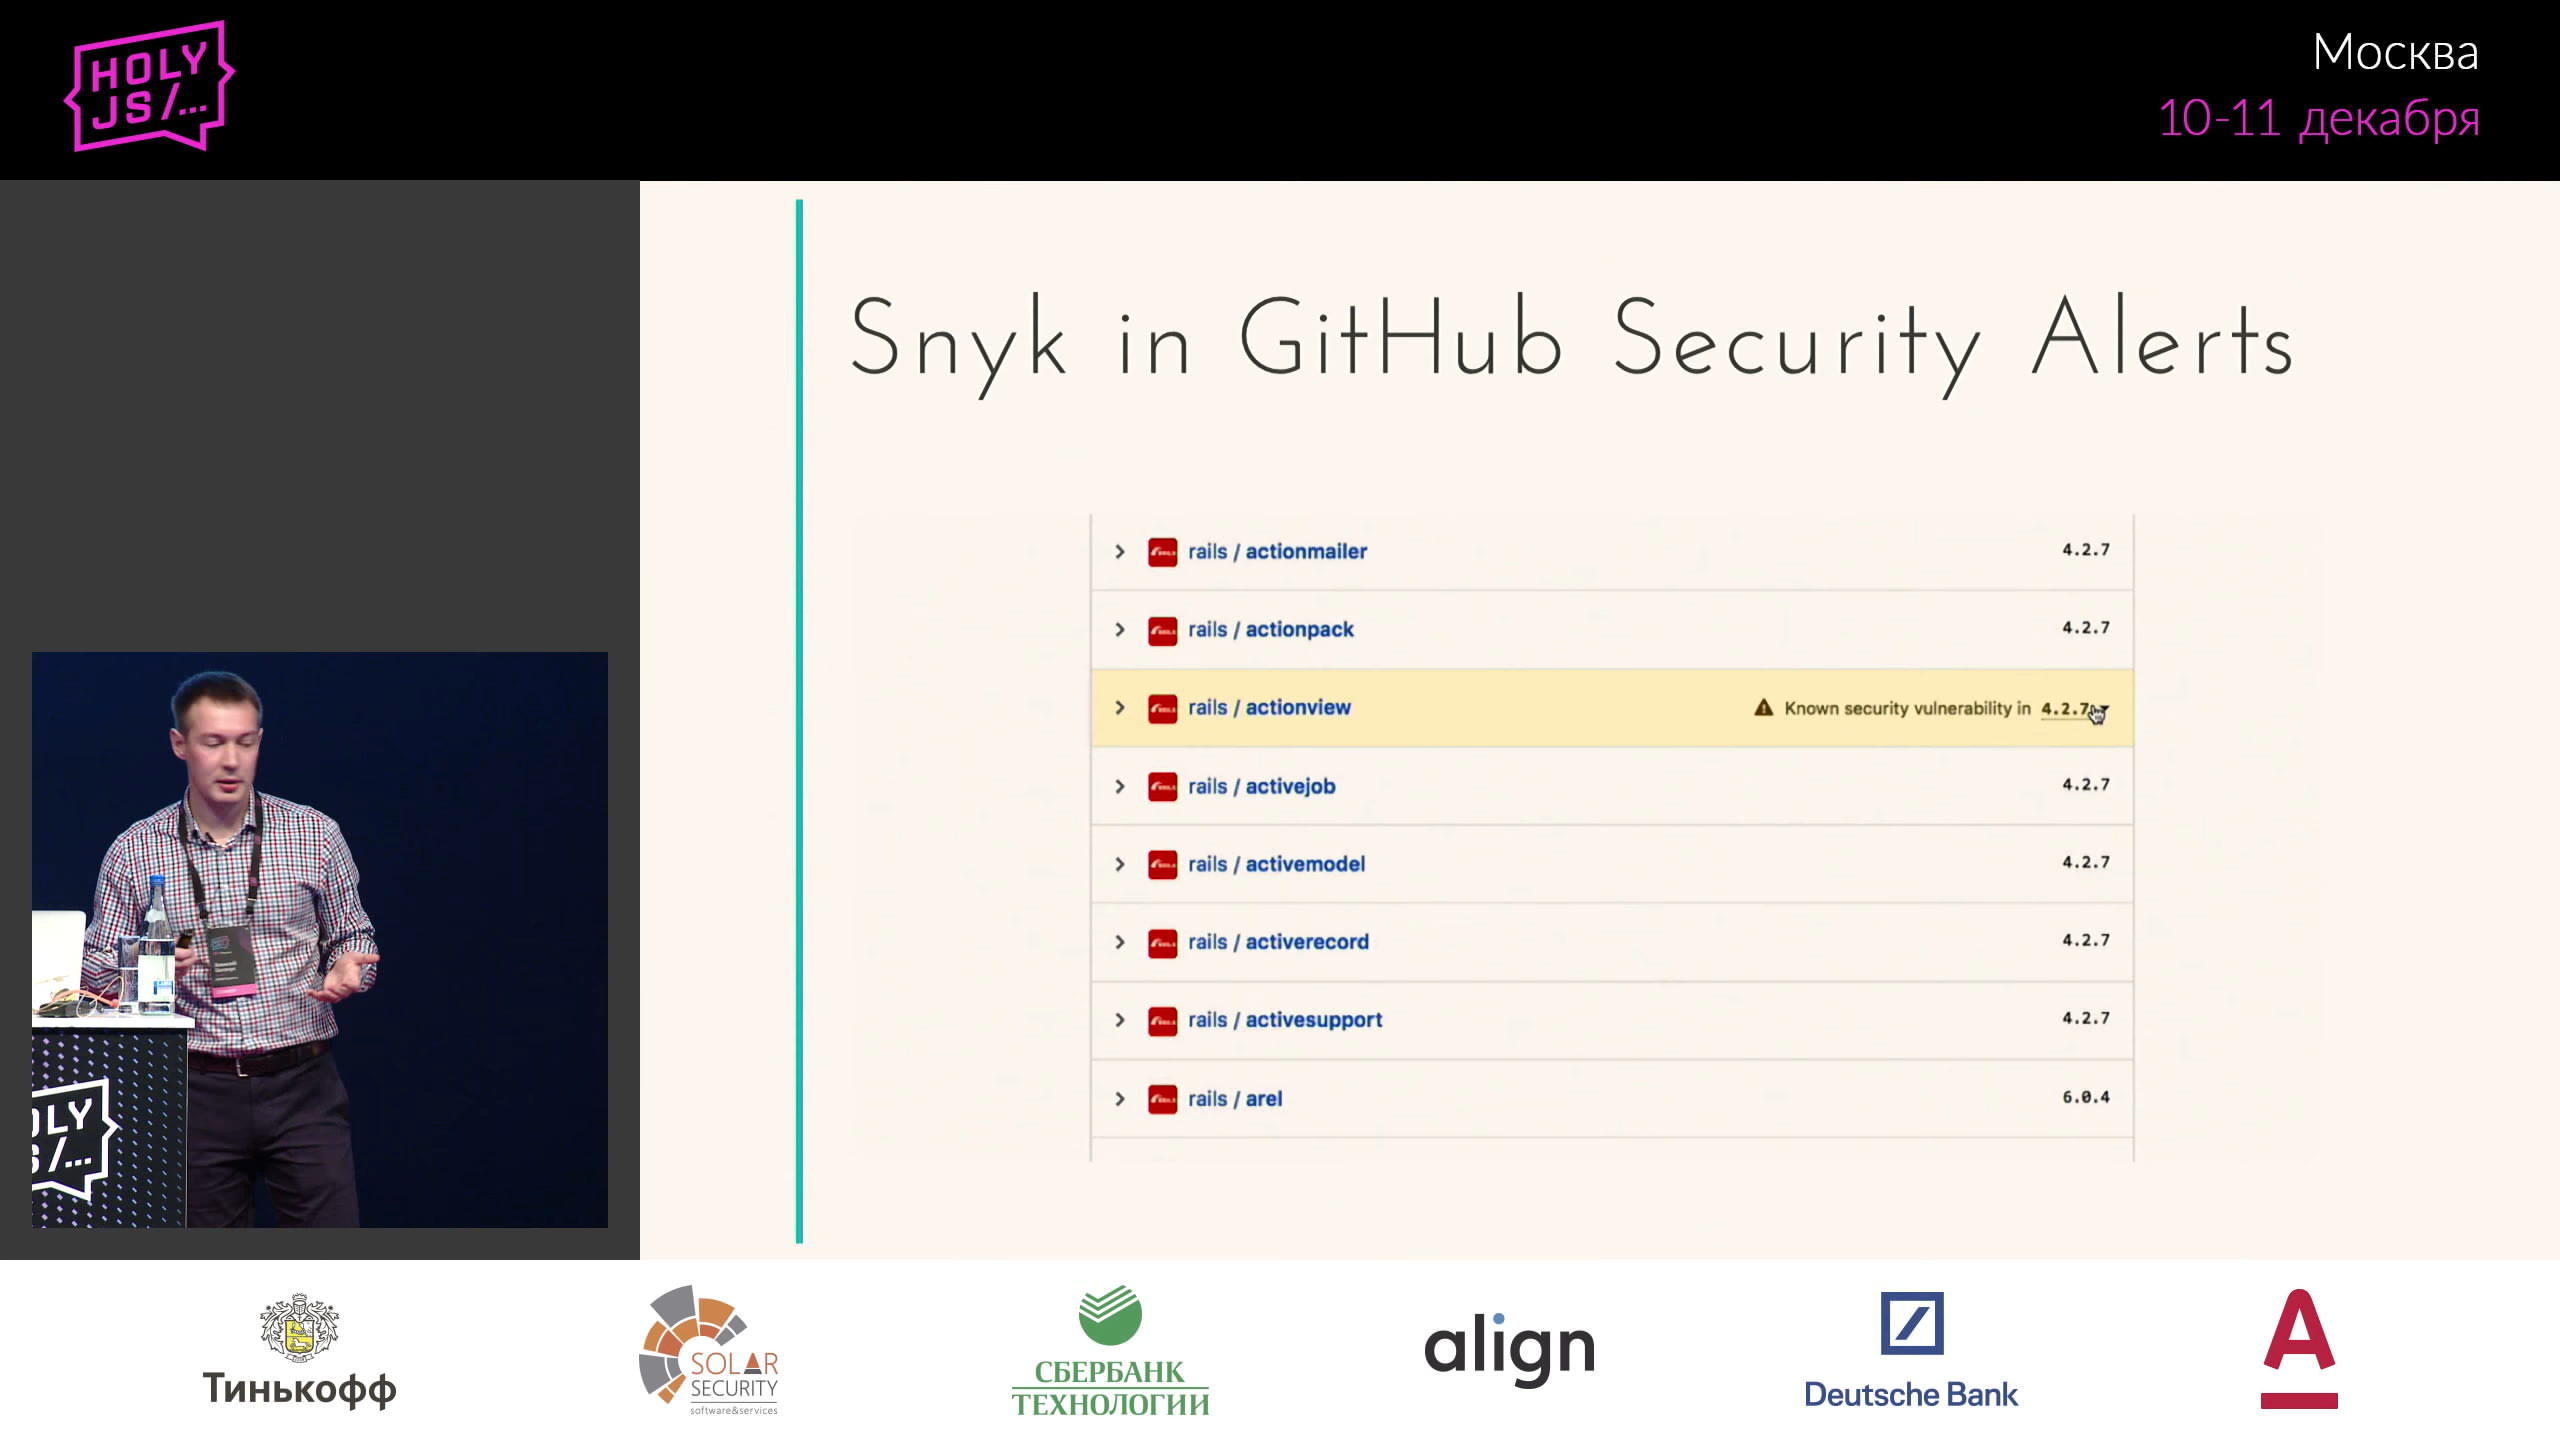 HOLY
JS/...
Москва
10-11 декабря
Snyk in GitHub Security Alerts
rails / actionmailer 4.2.7
rails / actionpack 4.2.7
rails / actionview Known security vulnerability in 4.2.7
rails / activejob 4.2.7
rails / activemodel 4.2.7
rails / activerecord 4.2.7
rails / activesupport 4.2.7
rails / arel 6.0.4
OLY
S/...
Тинькофф
SOLAR
SECURITY
software&services
СБЕРБАНК
ТЕХНОЛОГИИ
align
Deutsche Bank
А